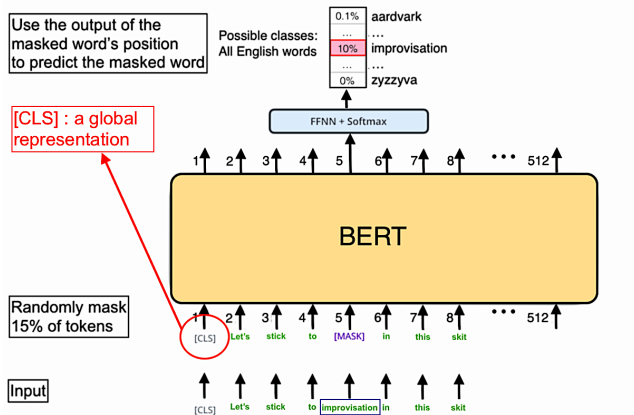 Use the output of the
masked word's position
to predict the masked word
Possible classes:
All English words
0.1% aardvark
... ...
10% improvisation
... ...
0% zyzzyva
FFNN + Softmax
[CLS] : a global
representation
1 2 3 4 5 6 7 8 ••• 512
BERT
Randomly mask
15% of tokens
1 2 3 4 5 6 7 8 ••• 512
[CLS] Let's stick to [MASK] in this skit
Input
[CLS] Let's stick to improvisation in this skit